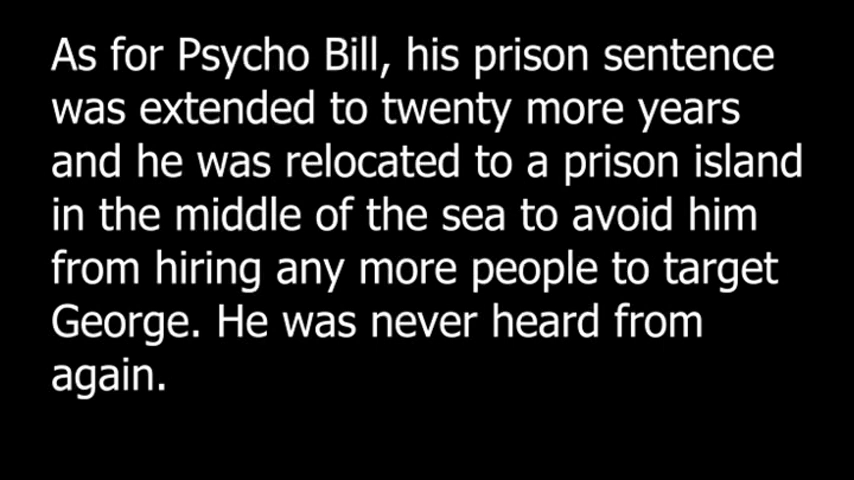 As for Psycho Bill, his prison sentence
was extended to twenty more years
and he was relocated to a prison island
in the middle of the sea to avoid him
from hiring any more people to target
George. He was never heard from
again.